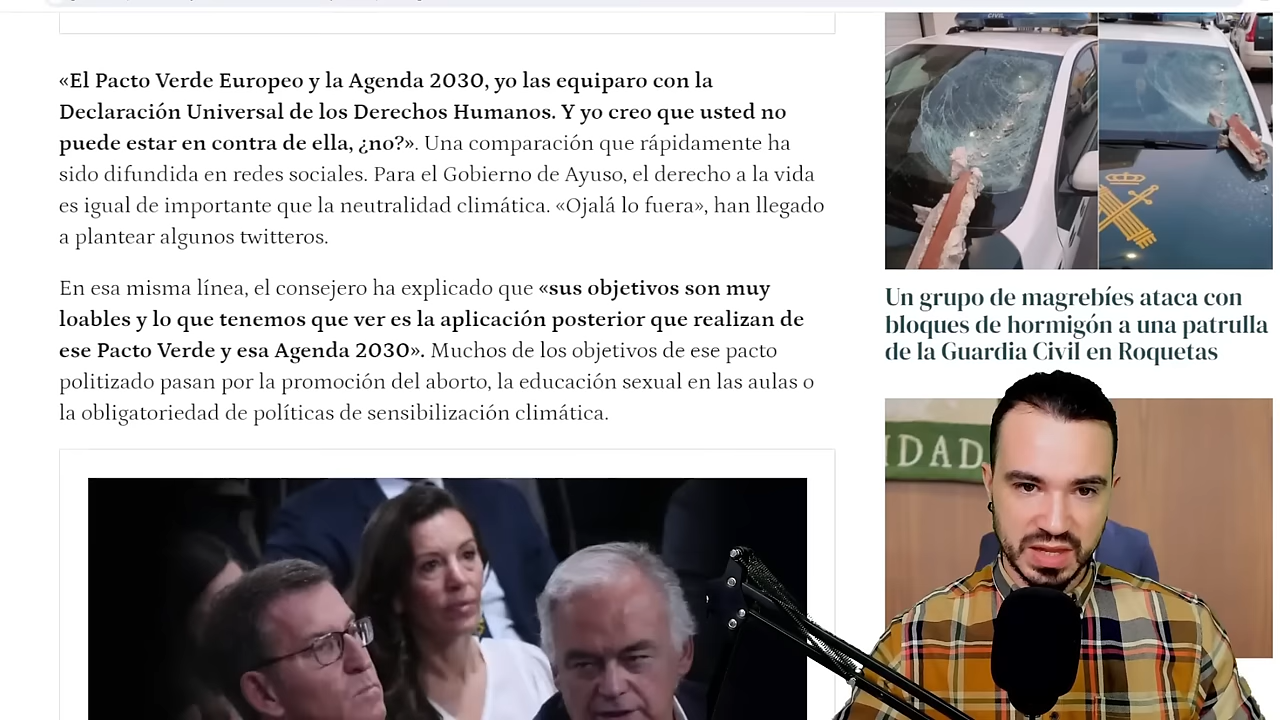 «El Pacto Verde Europeo y la Agenda 2030, yo las equiparo con la
Declaración Universal de los Derechos Humanos. Y yo creo que usted no
puede estar en contra de ella, ¿no?». Una comparación que rápidamente ha
sido difundida en redes sociales. Para el Gobierno de Ayuso, el derecho a la vida
es igual de importante que la neutralidad climática. «Ojalá lo fuera», han llegado
a plantear algunos twitteros.
En esa misma línea, el consejero ha explicado que «sus objetivos son muy
loables y lo que tenemos que ver es la aplicación posterior que realizan de
ese Pacto Verde y esa Agenda 2030». Muchos de los objetivos de ese pacto
politizado pasan por la promoción del aborto, la educación sexual en las aulas o
la obligatoriedad de políticas de sensibilización climática.
CIVIL
Un grupo de magrebíes ataca con
bloques de hormigón a una patrulla
de la Guardia Civil en Roquetas
IDAD